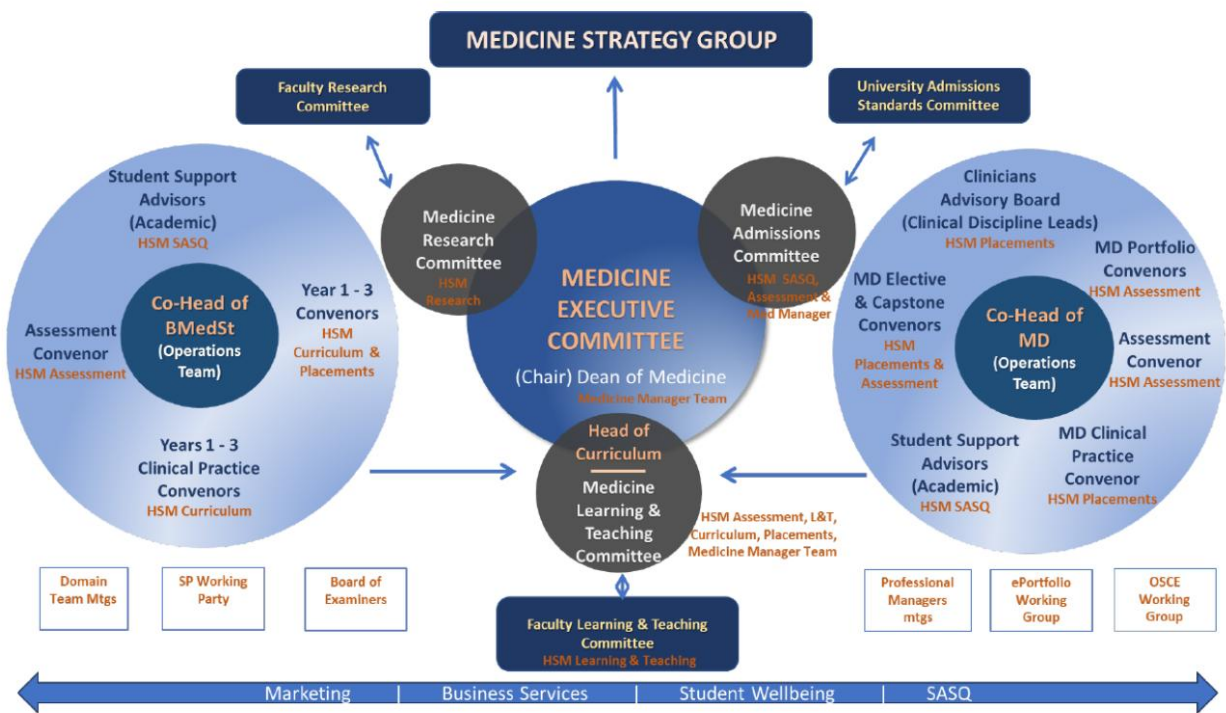 MEDICINE STRATEGY GROUP
Faculty Research
Committee
University Admissions
Standards Committee
Student Support
Advisors
(Academic)
HSM SASQ
Co-Head of
BMedSt
(Operations
Team)
Assessment
Convenor
HSM Assessment
Year 1 - 3
Convenors
HSM
Curriculum &
Placements
Years 1 - 3
Clinical Practice
Convenors
HSM Curriculum
Medicine
Research
Committee
HSM
Research
MEDICINE
EXECUTIVE
COMMITTEE
(Chair) Dean of Medicine
Medicine Manager Team
Medicine
Admissions
Committee
HSM SASQ,
Assessment &
Med Manager
Head of
Curriculum
Medicine
Learning &
Teaching
Committee
HSM Assessment, L&T,
Curriculum, Placements,
Medicine Manager Team
Clinicians
Advisory Board
(Clinical Discipline Leads)
HSM Placements
MD Portfolio
Convenors
HSM Assessment
MD Elective
& Capstone
Convenors
HSM
Placements &
Assessment
Co-Head of
MD
(Operations
Team)
Assessment
Convenor
HSM Assessment
Student Support
Advisors
(Academic)
HSM SASQ
MD Clinical
Practice
Convenor
HSM Placements
Domain
Team Mtgs
SP Working
Party
Board of
Examiners
Faculty Learning & Teaching
Committee
HSM Learning & Teaching
Professional
Managers
mtgs
ePortfolio
Working
Group
OSCE
Working
Group
Marketing | Business Services | Student Wellbeing | SASQ